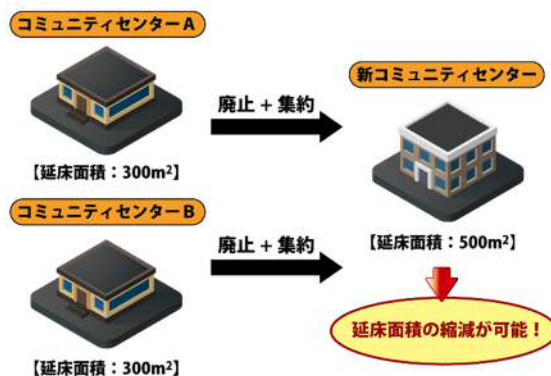 コミュニティセンターA
【延床面積：300m²】
廃止 + 集約
コミュニティセンターB
【延床面積：300m²】
廃止 + 集約
新コミュニティセンター
【延床面積：500m²】
延床面積の縮減が可能！